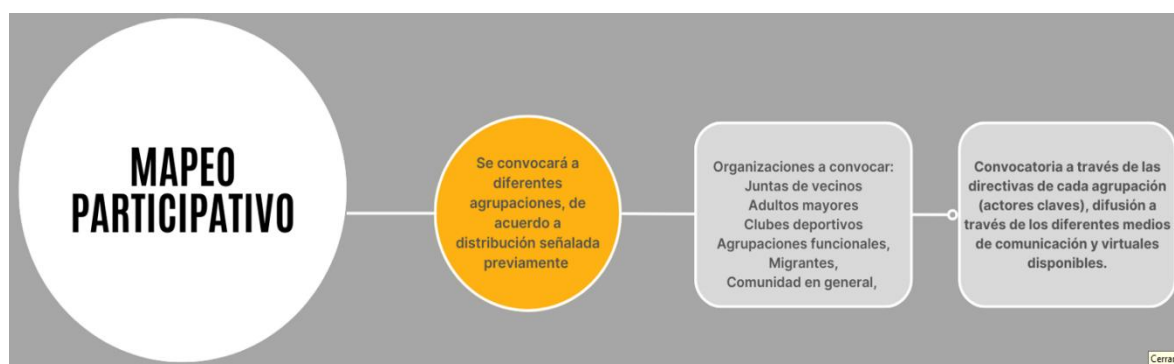 MAPEO
PARTICIPATIVO
Se convocará a
diferentes
agrupaciones, de
acuerdo a
distribución señalada
previamente
Organizaciones a convocar:
Juntas de vecinos
Adultos mayores
Clubes deportivos
Agrupaciones funcionales,
Migrantes,
Comunidad en general,
Convocatoria a través de las
directivas de cada agrupación
(actores claves), difusión a
través de los diferentes medios
de comunicación y virtuales
disponibles.